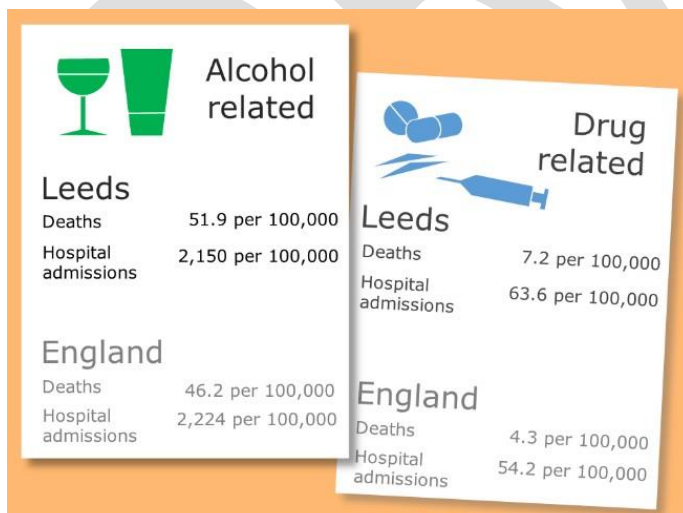 Alcohol
related
Leeds
Deaths 51.9 per 100,000
Hospital
admissions 2,150 per 100,000
England
Deaths 46.2 per 100,000
Hospital
admissions 2,224 per 100,000
Drug
related
Leeds
Deaths 7.2 per 100,000
Hospital
admissions 63.6 per 100,000
England
Deaths 4.3 per 100,000
Hospital
admissions 54.2 per 100,000